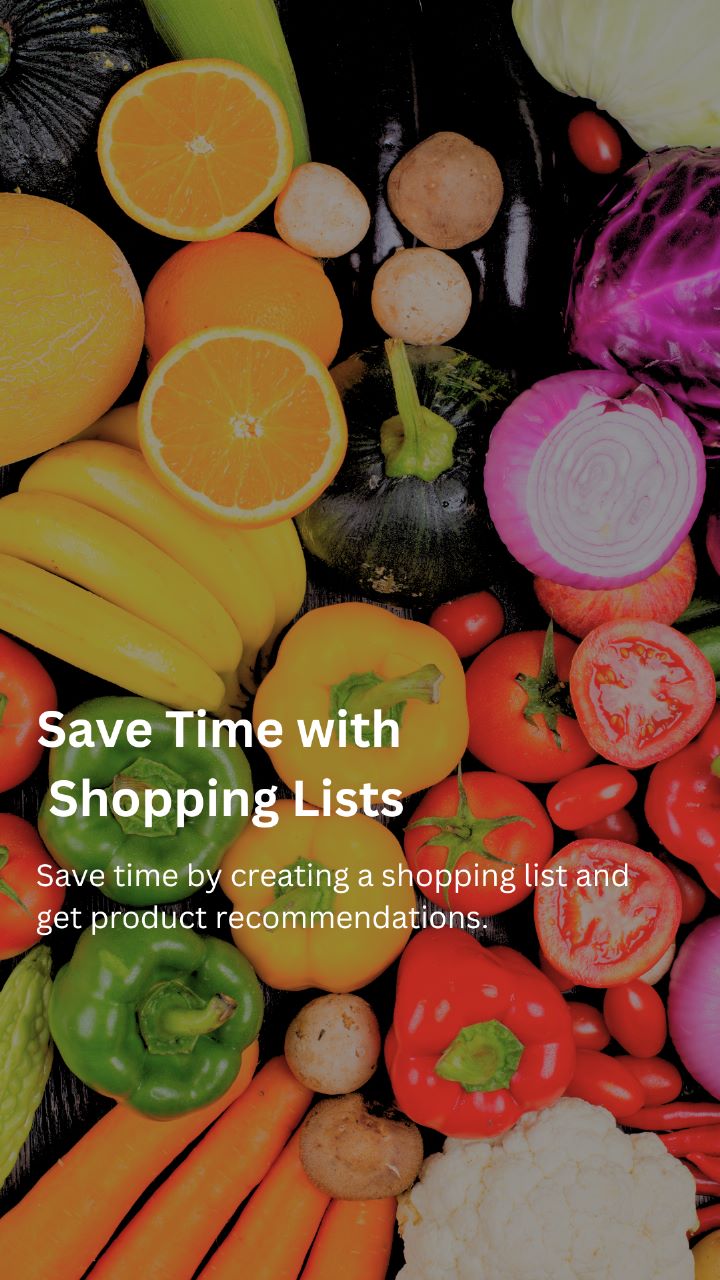 Save Time with
Shopping Lists
Save time by creating a shopping list and
get product recommendations.